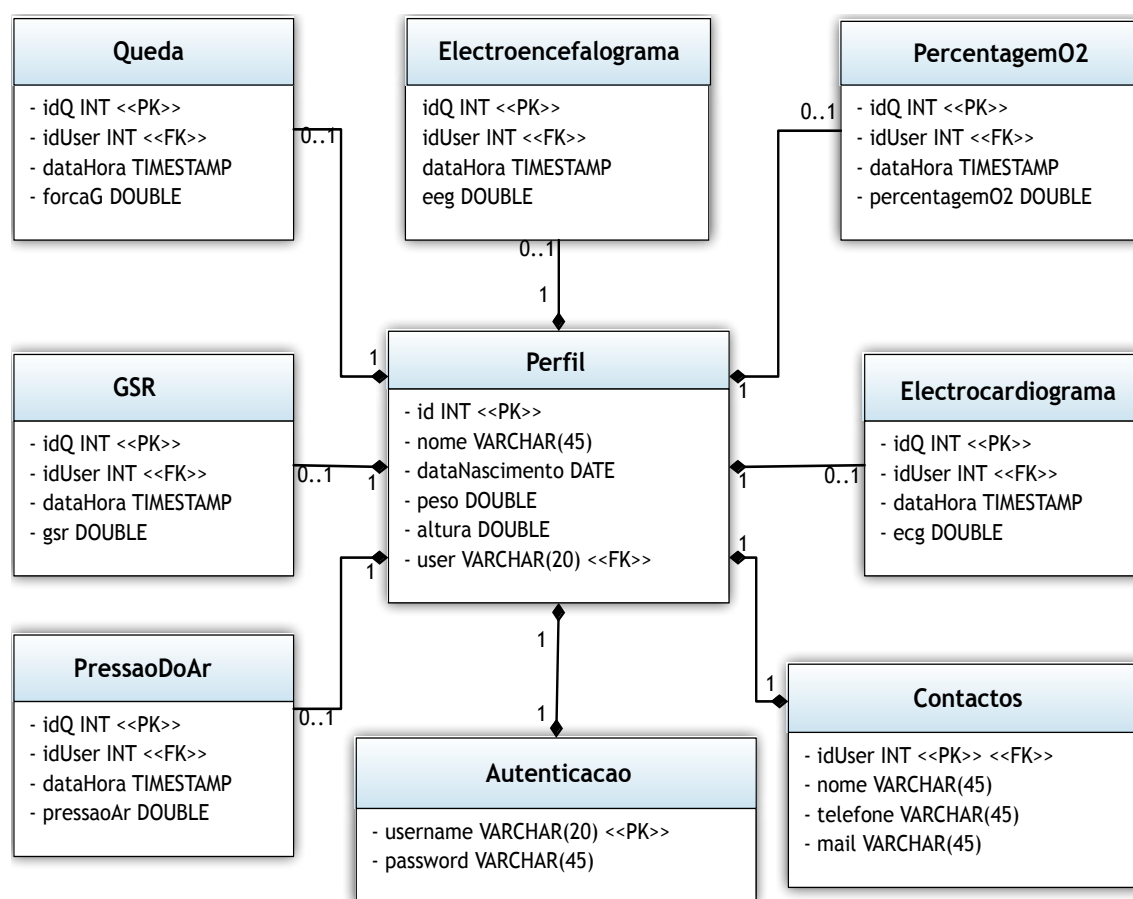 Queda
- idQ INT <<PK>>
- idUser INT <<FK>>
- dataHora TIMESTAMP
- forcaG DOUBLE
0..1
1
Electroencefalograma
idQ INT <<PK>>
idUser INT <<FK>>
dataHora TIMESTAMP
eeg DOUBLE
0..1
1
PercentagemO2
- idQ INT <<PK>>
- idUser INT <<FK>>
- dataHora TIMESTAMP
- percentagemO2 DOUBLE
0..1
1
GSR
- idQ INT <<PK>>
- idUser INT <<FK>>
- dataHora TIMESTAMP
- gsr DOUBLE
0..1
1
Perfil
- id INT <<PK>>
- nome VARCHAR(45)
- dataNascimento DATE
- peso DOUBLE
- altura DOUBLE
- user VARCHAR(20) <<FK>>
Electrocardiograma
- idQ INT <<PK>>
- idUser INT <<FK>>
- dataHora TIMESTAMP
- ecg DOUBLE
0..1
1
PressaoDoAr
- idQ INT <<PK>>
- idUser INT <<FK>>
- dataHora TIMESTAMP
- pressaoAr DOUBLE
0..1
1
1
1
Autenticacao
- username VARCHAR(20) <<PK>>
- password VARCHAR(45)
1
1
Contactos
- idUser INT <<PK>> <<FK>>
- nome VARCHAR(45)
- telefone VARCHAR(45)
- mail VARCHAR(45)